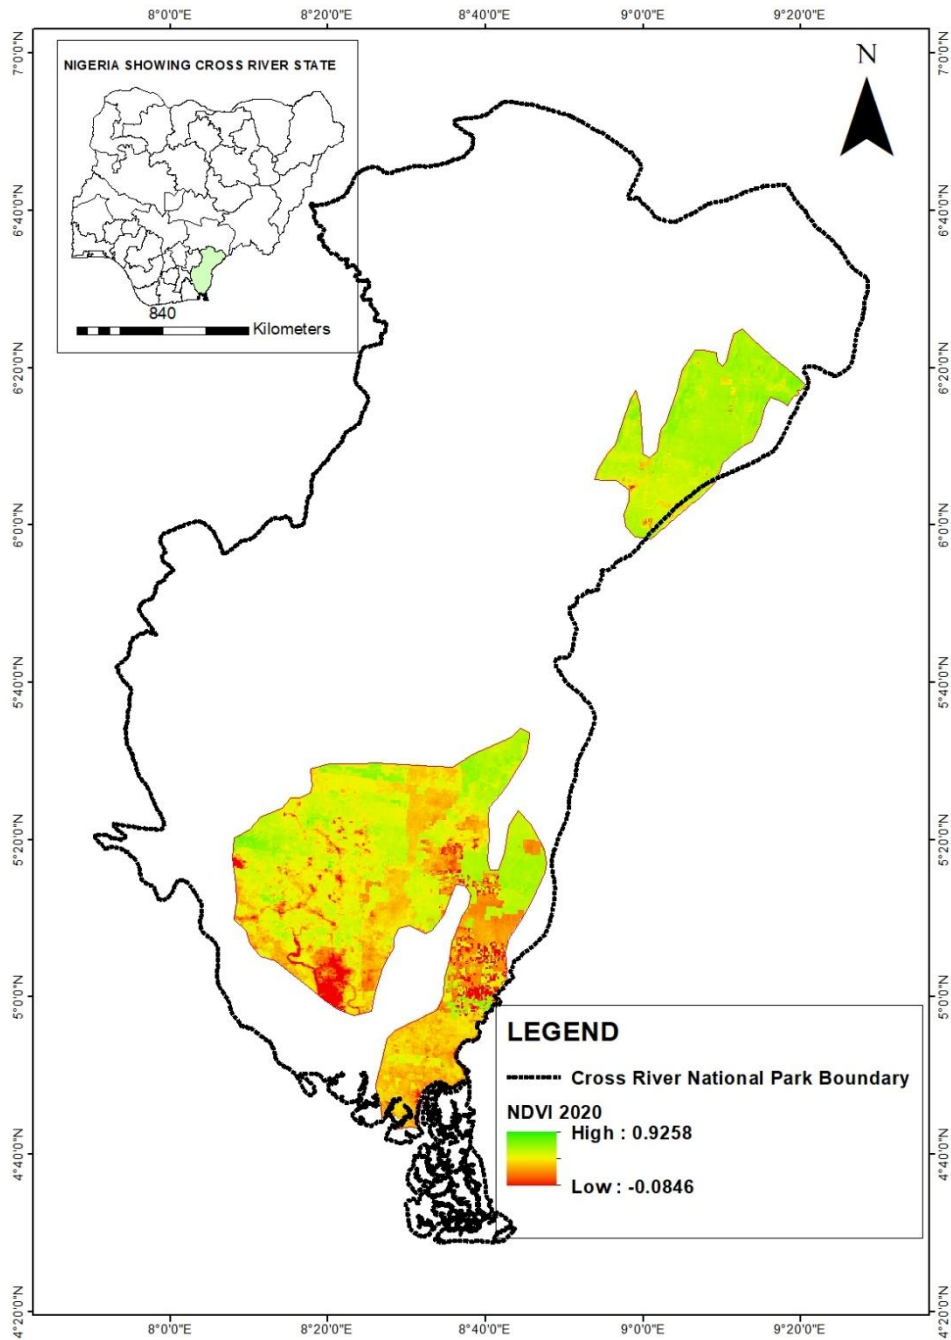 8°0'0"E 8°20'0"E 8°40'0"E 9°0'0"E 9°20'0"E
7°0'0"N 7°0'0"N
NIGERIA SHOWING CROSS RIVER STATE
N
840
Kilometers
6°40'0"N 6°40'0"N
6°20'0"N 6°20'0"N
6°0'0"N 6°0'0"N
5°40'0"N 5°40'0"N
5°20'0"N 5°20'0"N
5°0'0"N 5°0'0"N
LEGEND
Cross River National Park Boundary
NDVI 2020
High : 0.9258
Low : -0.0846
4°40'0"N 4°40'0"N
4°20'0"N 4°20'0"N
8°0'0"E 8°20'0"E 8°40'0"E 9°0'0"E 9°20'0"E